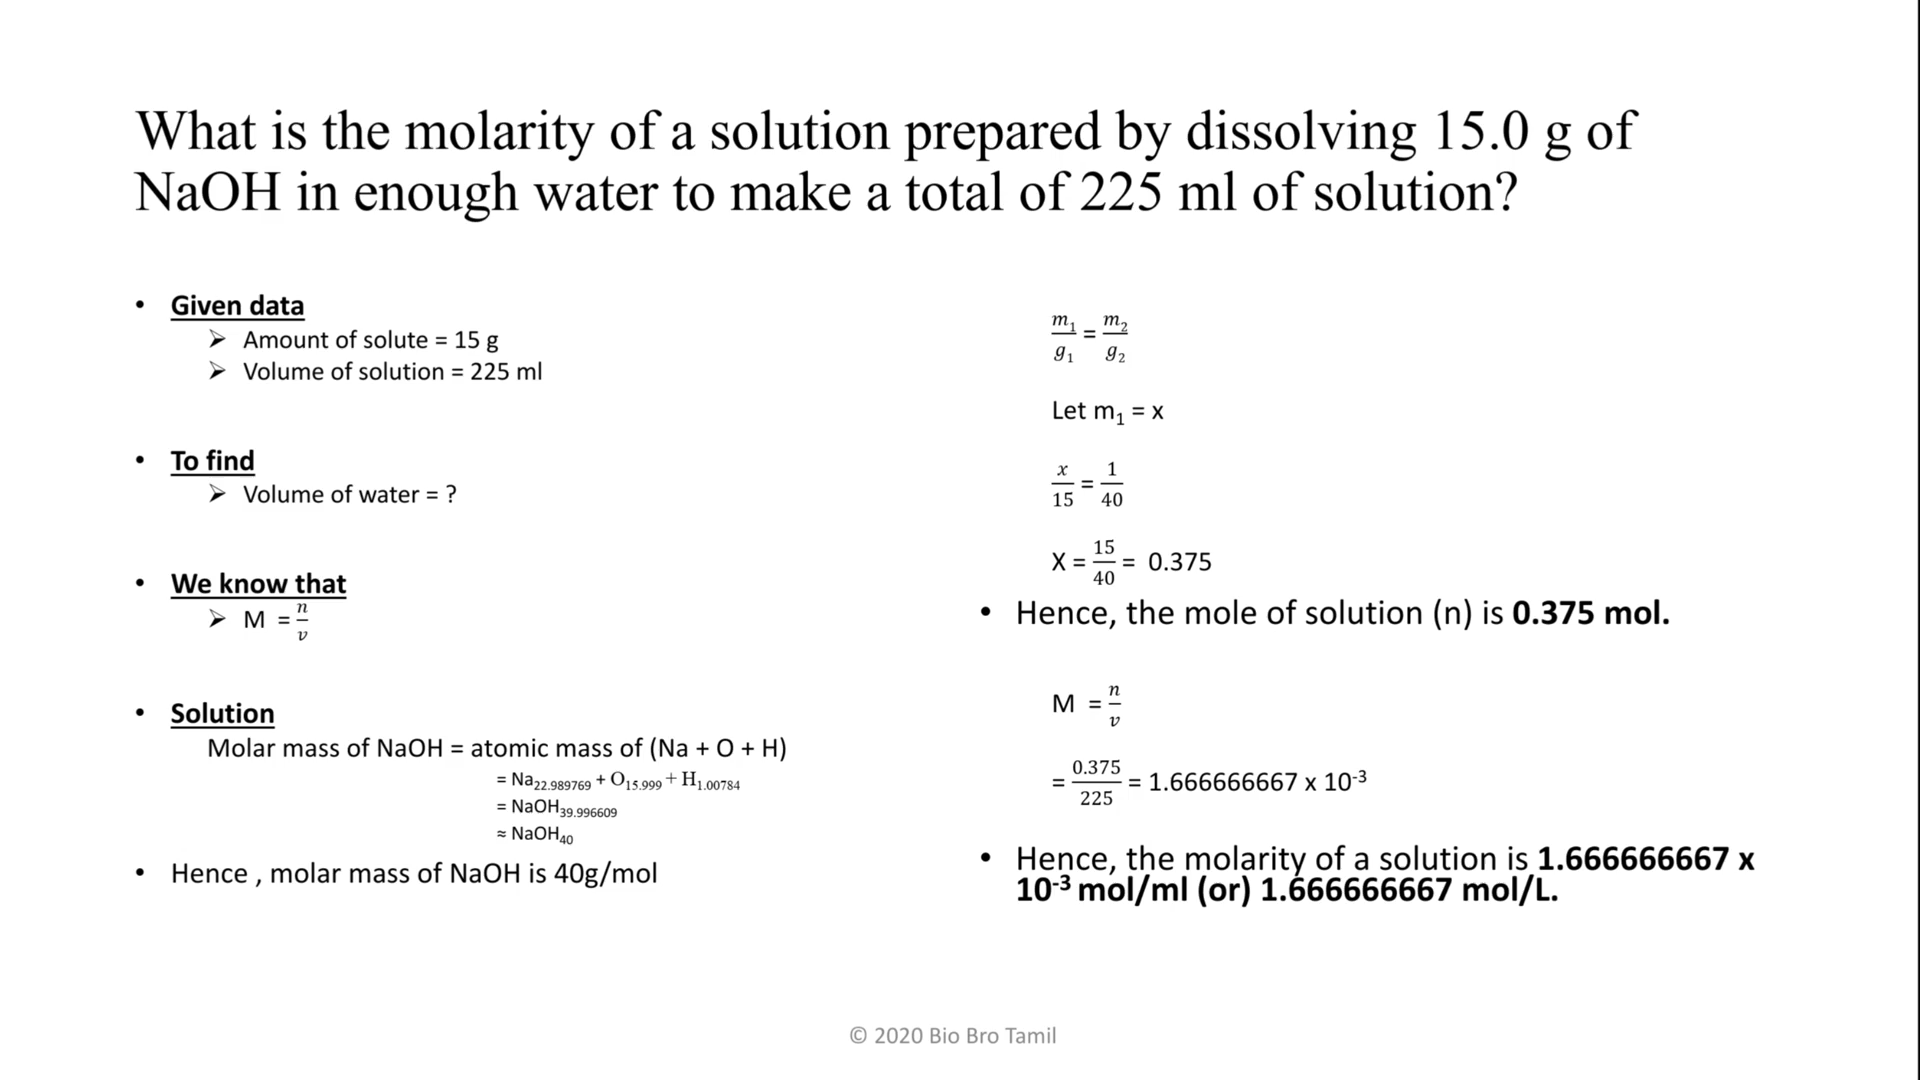 What is the molarity of a solution prepared by dissolving 15.0 g of
NaOH in enough water to make a total of 225 ml of solution?
• Given data
➢ Amount of solute = 15 g
➢ Volume of solution = 225 ml
• To find
➢ Volume of water = ?
• We know that
➢ M = n/v
• Solution
Molar mass of NaOH = atomic mass of (Na + O + H)
= Na₂₂.₉₈₉₇₆₉ + O₁₅.₉₉₉ + H₁.₀₀₇₈₄
= NaOH₃₉.₉₉₆₆₀₉
≈ NaOH₄₀
• Hence , molar mass of NaOH is 40g/mol
m₁/g₁ = m₂/g₂
Let m₁ = x
x/15 = 1/40
X = 15/40 = 0.375
• Hence, the mole of solution (n) is 0.375 mol.
M = n/v
= 0.375/225 = 1.666666667 x 10⁻³
• Hence, the molarity of a solution is 1.666666667 x
10⁻³ mol/ml (or) 1.666666667 mol/L.
© 2020 Bio Bro Tamil